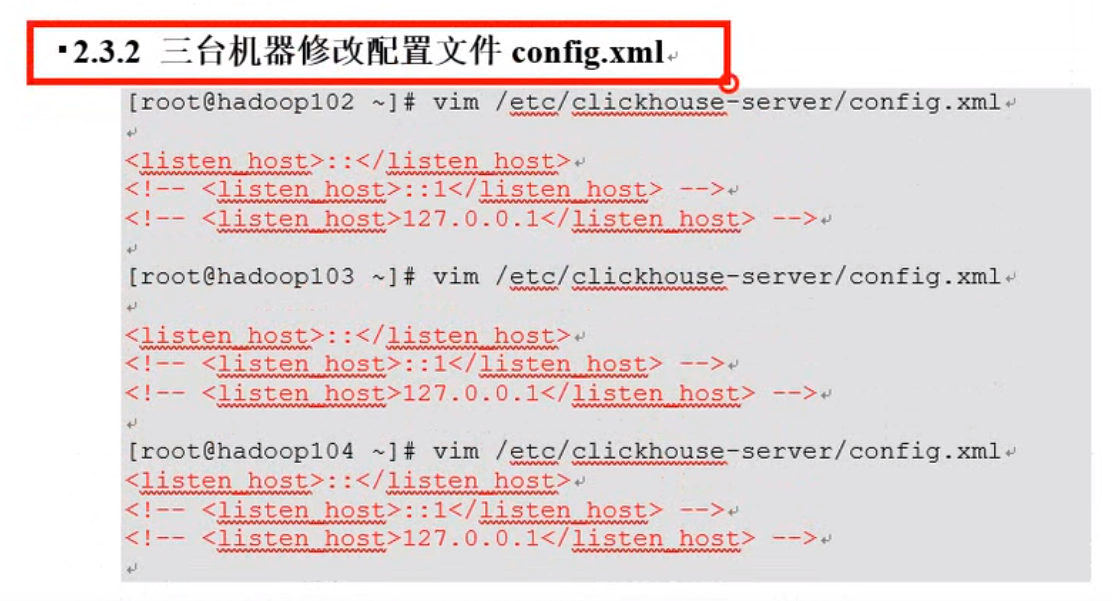 ▪2.3.2 三台机器修改配置文件 config.xml↵
[root@hadoop102 ~]# vim /etc/clickhouse-server/config.xml↵
↵
<listen_host>::</listen_host>↵
<!-- <listen_host>::1</listen_host> -->↵
<!-- <listen_host>127.0.0.1</listen_host> -->↵
↵
[root@hadoop103 ~]# vim /etc/clickhouse-server/config.xml↵
↵
<listen_host>::</listen_host>↵
<!-- <listen_host>::1</listen_host> -->↵
<!-- <listen_host>127.0.0.1</listen_host> -->↵
↵
[root@hadoop104 ~]# vim /etc/clickhouse-server/config.xml↵
<listen_host>::</listen_host>↵
<!-- <listen_host>::1</listen_host> -->↵
<!-- <listen_host>127.0.0.1</listen_host> -->↵
↵